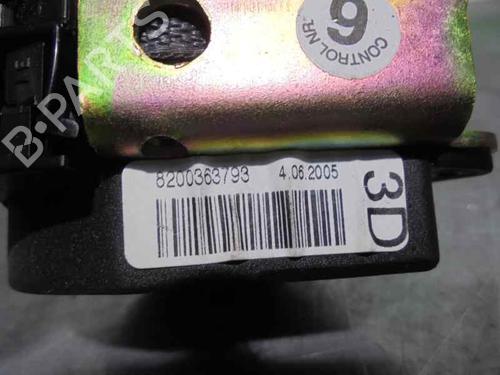 6
CONTROL NR.
B-PARTS
8200363793 4.06.2005
3D